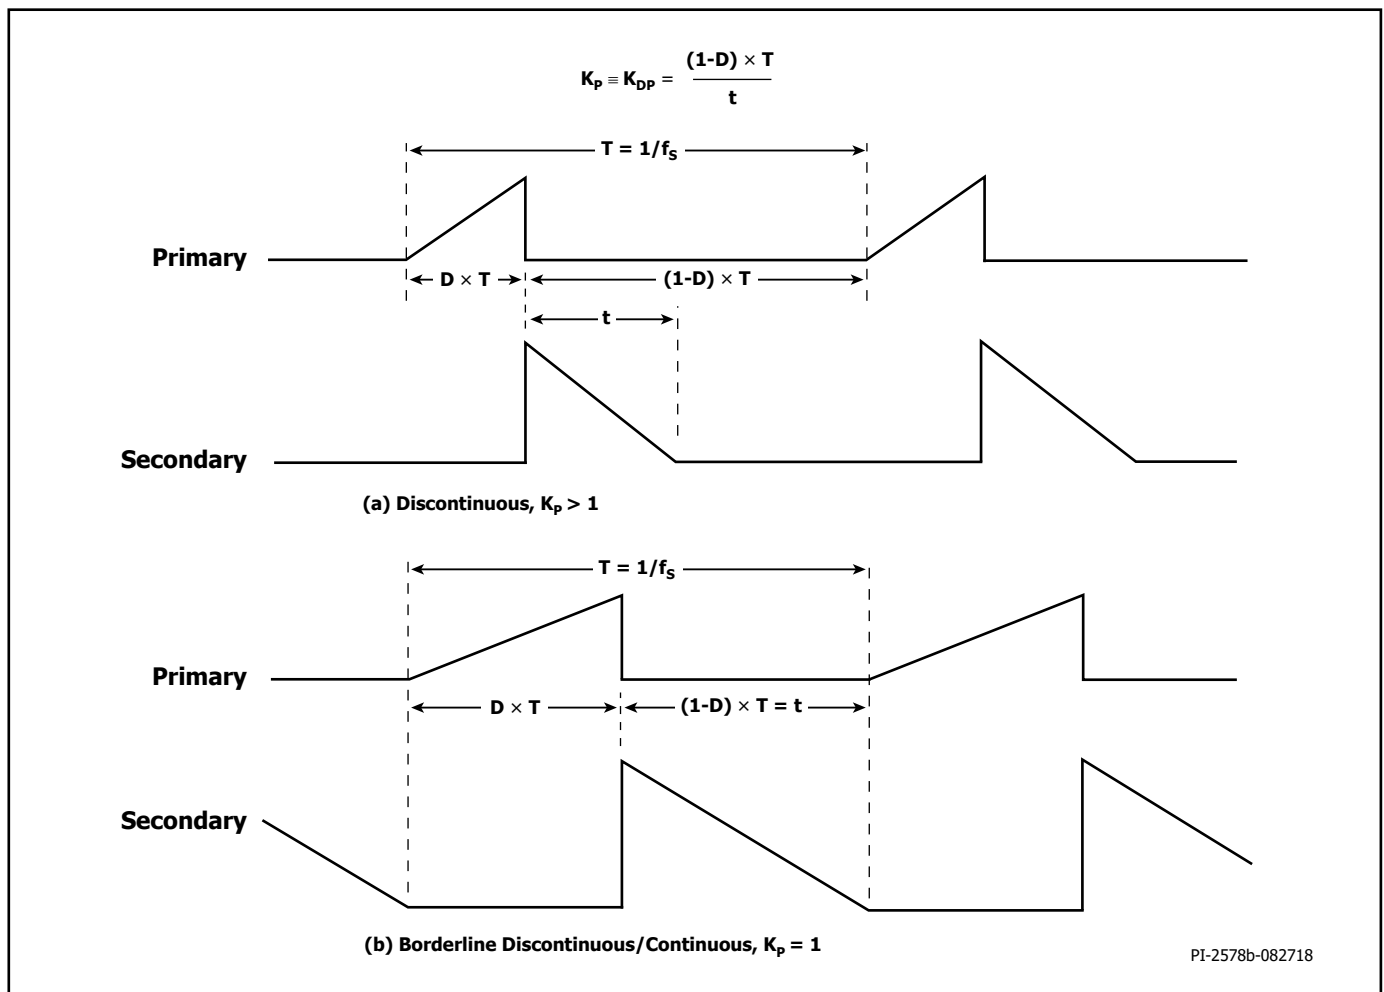 (1-D) × T
K_P ≡ K_DP =
t
T = 1/f_S
Primary
D × T
(1-D) × T
t
Secondary
(a) Discontinuous, K_P > 1
T = 1/f_S
Primary
D × T
(1-D) × T = t
Secondary
(b) Borderline Discontinuous/Continuous, K_P = 1
PI-2578b-082718